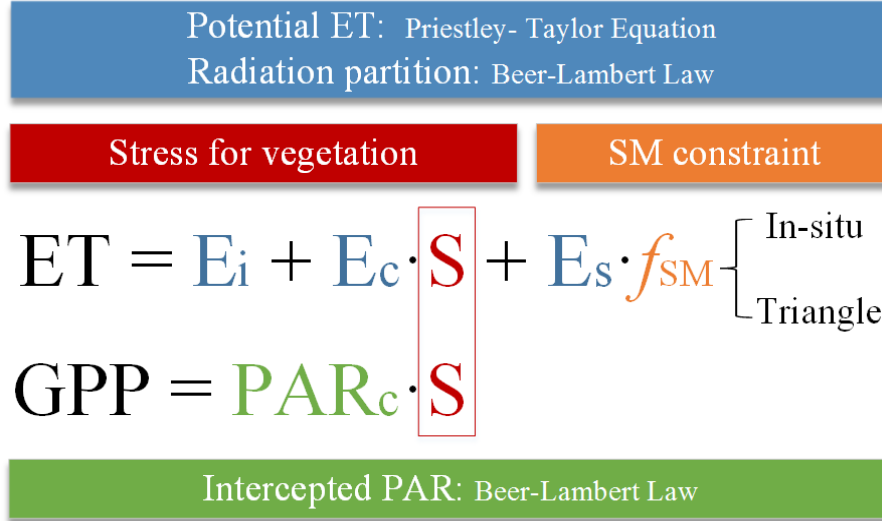 Potential ET: Priestley- Taylor Equation
Radiation partition: Beer-Lambert Law
Stress for vegetation
SM constraint
ET = Ei + Ec·S + Es·fSM
In-situ
Triangle
GPP = PARc·S
Intercepted PAR: Beer-Lambert Law